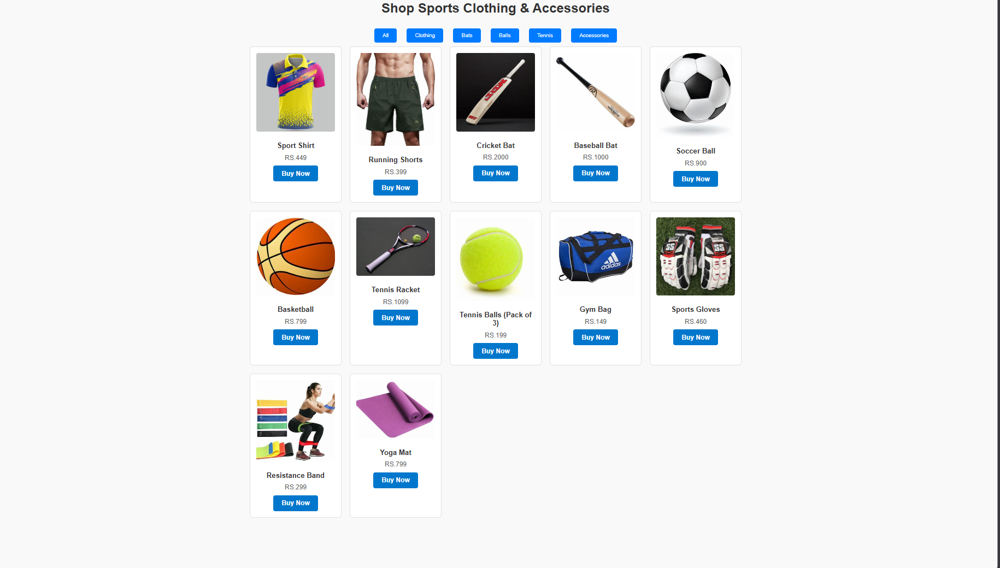 Shop Sports Clothing & Accessories
All Clothing Bats Balls Tennis Accessories
Sport Shirt
RS.449
Buy Now
Running Shorts
RS.399
Buy Now
MRF
MRF
Cricket Bat
RS.2000
Buy Now
R
Baseball Bat
RS.1000
Buy Now
Soccer Ball
RS.900
Buy Now
Basketball
RS.799
Buy Now
Tennis Racket
RS.1099
Buy Now
Tennis Balls (Pack of
3)
RS.199
Buy Now
adidas
Gym Bag
RS.149
Buy Now
SS SS
Sports Gloves
RS.460
Buy Now
Resistance Band
RS.299
Buy Now
Yoga Mat
RS.799
Buy Now